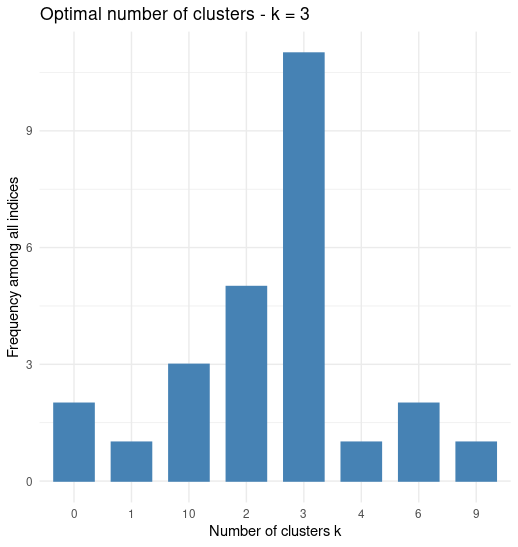 Optimal number of clusters - k = 3
Frequency among all indices
9
6
3
0
0 1 10 2 3 4 6 9
Number of clusters k